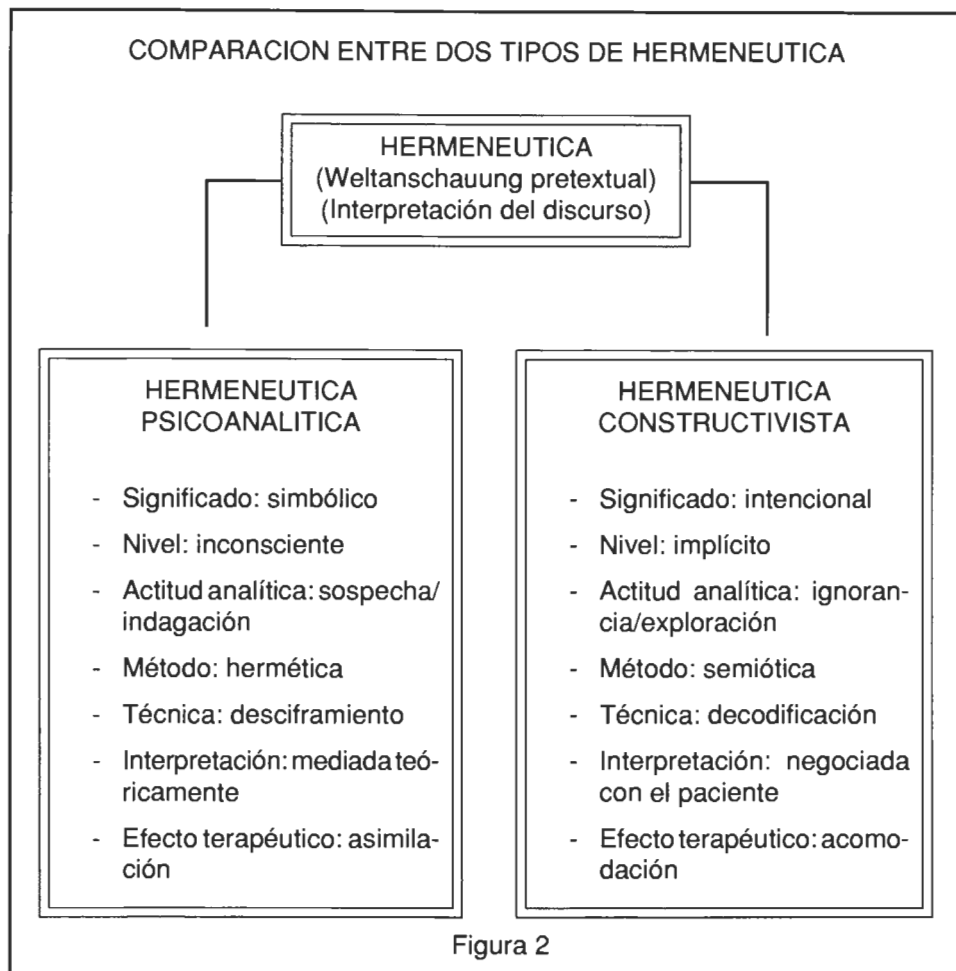 COMPARACION ENTRE DOS TIPOS DE HERMENEUTICA
HERMENEUTICA
(Weltanschauung pretextual)
(Interpretación del discurso)
HERMENEUTICA
PSICOANALITICA
- Significado: simbólico
- Nivel: inconsciente
- Actitud analítica: sospecha/
indagación
- Método: hermética
- Técnica: desciframiento
- Interpretación: mediada teó-
ricamente
- Efecto terapéutico: asimila-
ción
HERMENEUTICA
CONSTRUCTIVISTA
- Significado: intencional
- Nivel: implícito
- Actitud analítica: ignoran-
cia/exploración
- Método: semiótica
- Técnica: decodificación
- Interpretación: negociada
con el paciente
- Efecto terapéutico: acomo-
dación
Figura 2